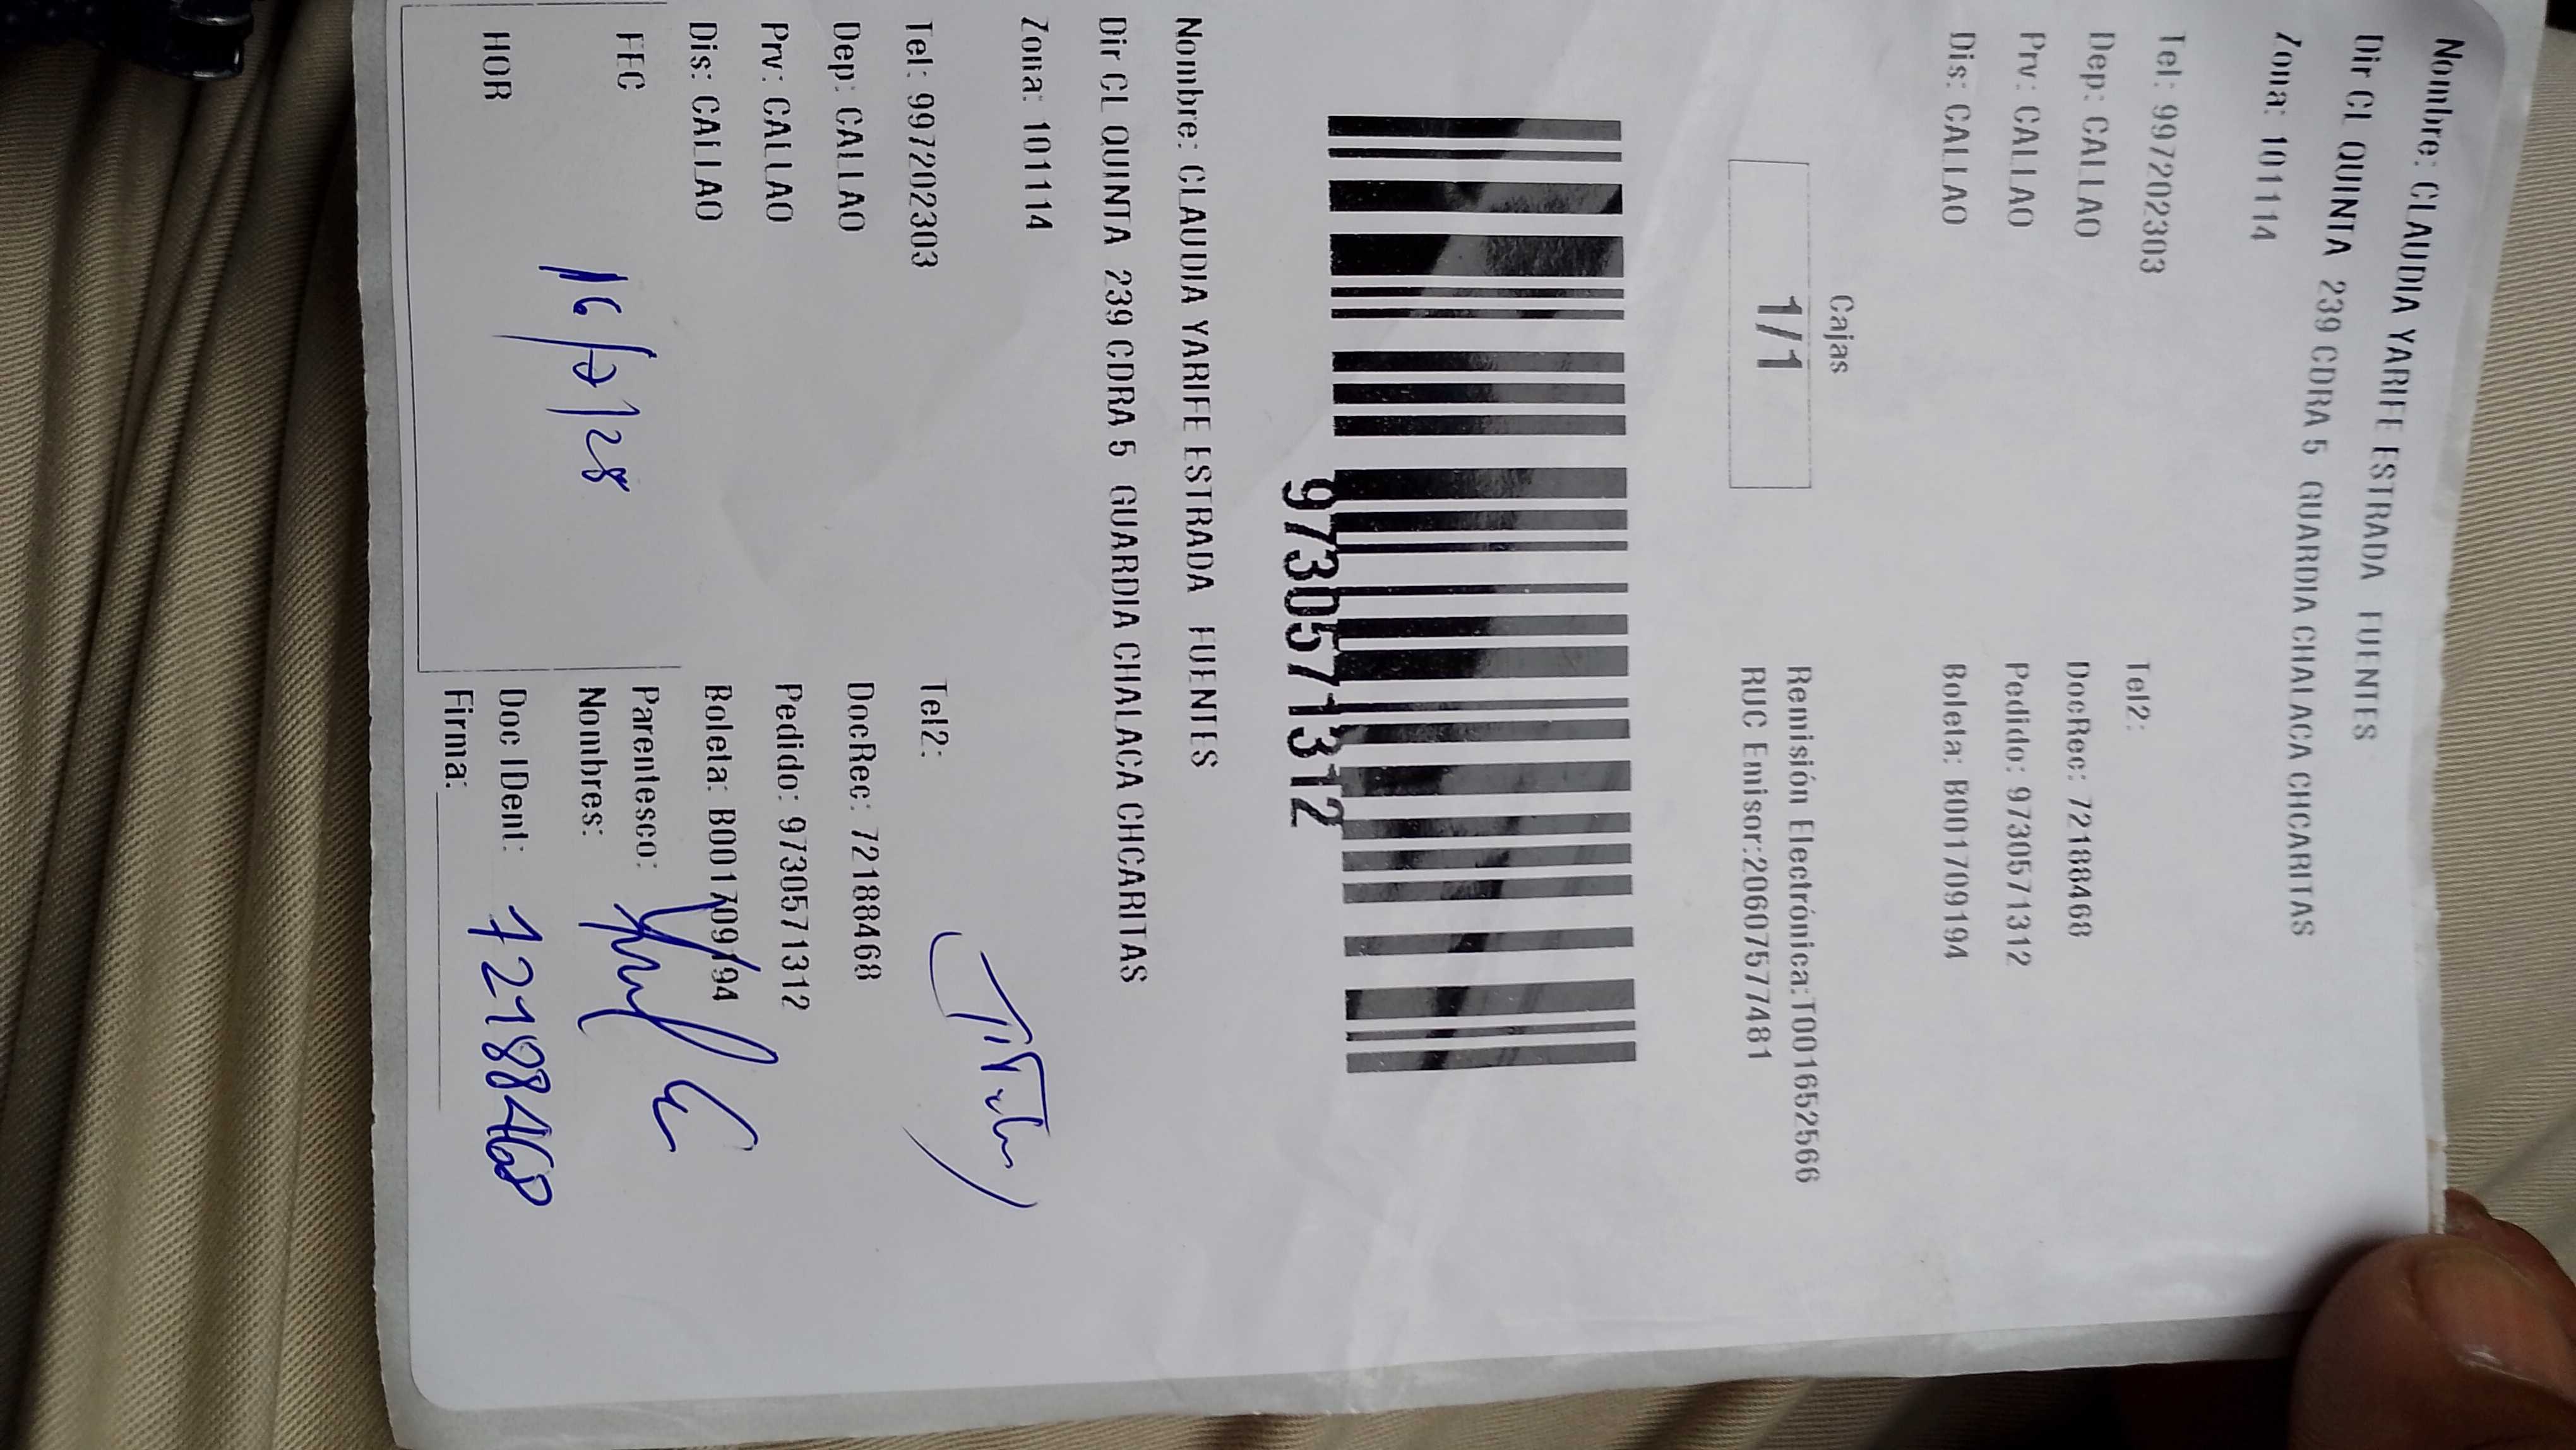 Nombre: CLAUDIA YARIFE ESTRADA FUENTES
Dir CL QUINTA 239 CDRA 5 GUARDIA CHALACA CHCARITAS
Zona: 101114
Tel: 997202303 Tel2:
Dep: CALLAO DocRec: 72188468
Prv: CALLAO Pedido: 9730571312
Dis: CALLAO Boleta: B001709194
Cajas
1/1
Remisión Electrónica:T001652566
RUC Emisor:20607577481
9730571312
Nombre: CLAUDIA YARIFE ESTRADA FUENTES
Dir CL QUINTA 239 CDRA 5 GUARDIA CHALACA CHCARITAS
Zona: 101114
Tel: 997202303 Tel2:
Dep: CALLAO DocRec: 72188468
Prv: CALLAO Pedido: 9730571312
Dis: CALLAO Boleta: B001709194
FEC Parentesco:
16/7/28 Nombres:
HOR Doc IDent: 72188468
Firma: